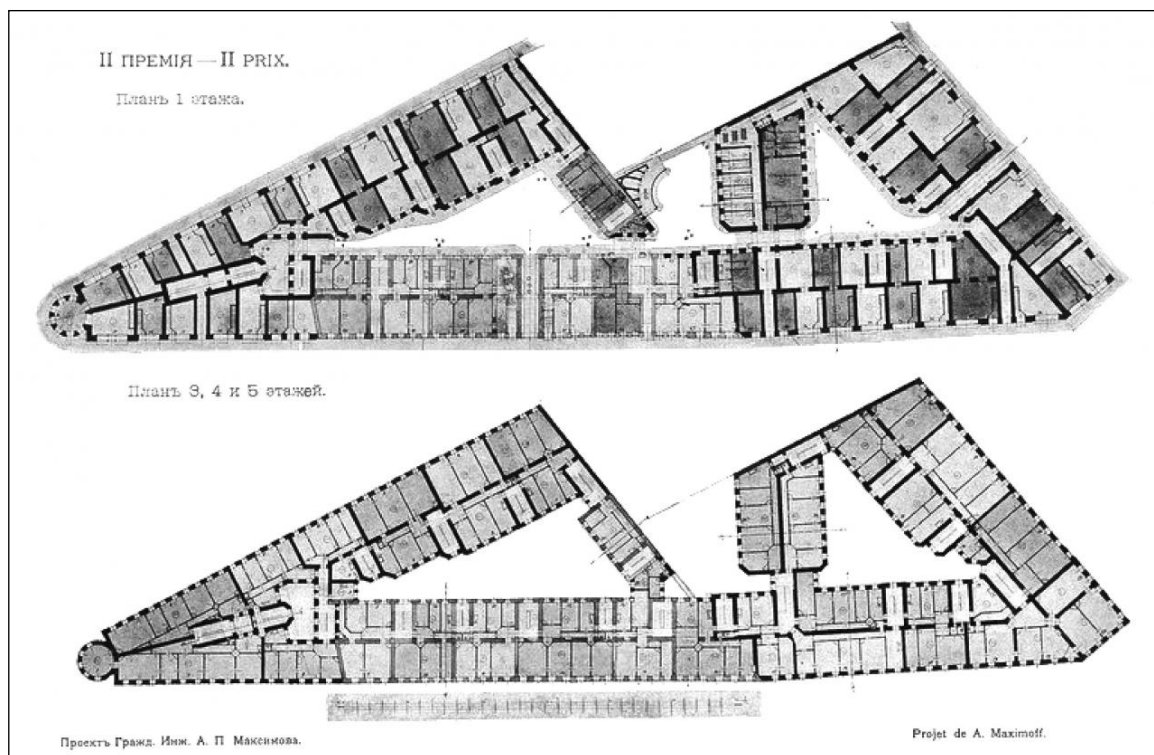 II ПРЕМІЯ — II PRIX.
Планъ 1 этажа.
Планъ 3, 4 и 5 этажей.
Проектъ Гражд. Инж. А. П Максимова.
Projet de A. Maximoff.